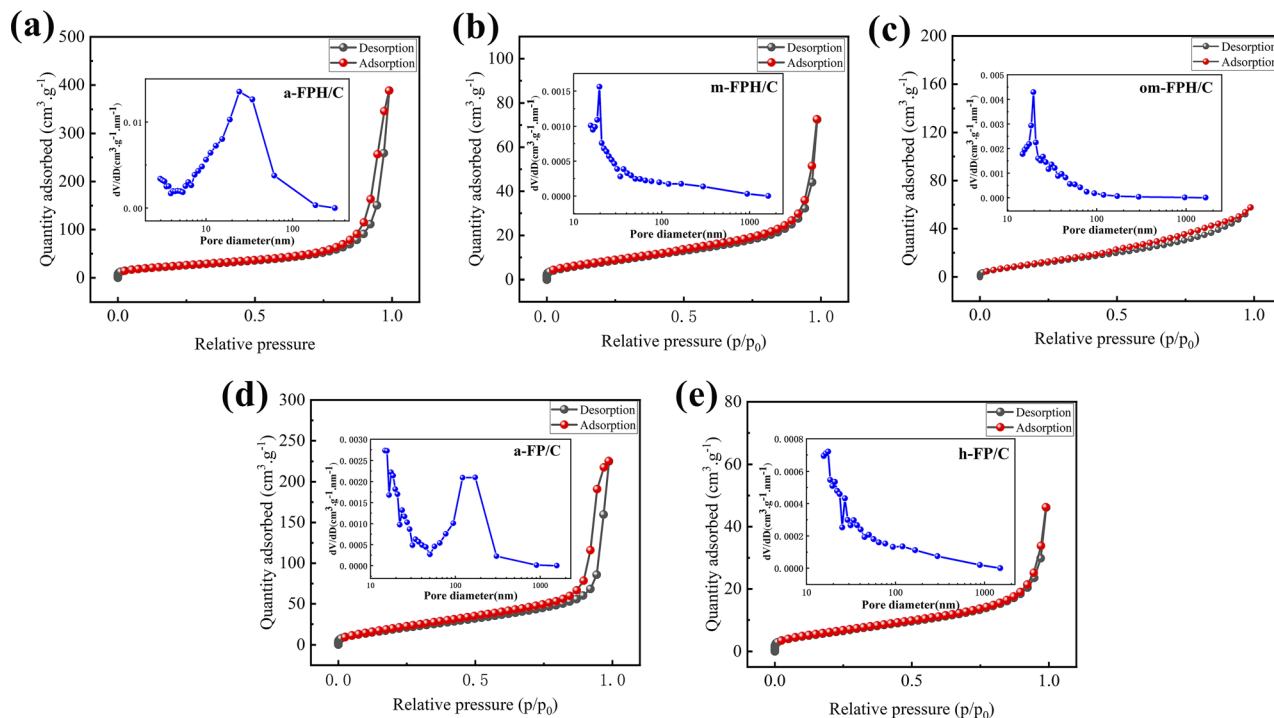 (a)
500
400
300
200
100
0
Quantity adsorbed (cm³.g⁻¹)
0.0
0.5
1.0
Relative pressure
Desorption
Adsorption
a-FPH/C
0.01
0.00
dV/dD(cm³.g⁻¹.nm⁻¹)
10
100
Pore diameter(nm)
(b)
100
80
60
40
20
0
Quantity adsorbed (cm³.g⁻¹)
0.0
0.5
1.0
Relative pressure (p/p₀)
Desorption
Adsorption
m-FPH/C
0.0015
0.0010
0.0005
0.0000
dV/dD(cm³.g⁻¹.nm⁻¹)
10
100
1000
Pore diameter(nm)
(c)
200
160
120
80
40
0
Quantity adsorbed (cm³.g⁻¹)
0.0
0.5
1.0
Relative pressure (p/p₀)
Desorption
Adsorption
om-FPH/C
0.005
0.004
0.003
0.002
0.001
0.000
dV/dD(cm³.g⁻¹.nm⁻¹)
10
100
1000
Pore diameter(nm)
(d)
300
250
200
150
100
50
0
Quantity adsorbed (cm³.g⁻¹)
0.0
0.5
1.0
Relative pressure (p/p₀)
Desorption
Adsorption
a-FP/C
0.0030
0.0025
0.0020
0.0015
0.0010
0.0005
0.0000
dV/dD(cm³.g⁻¹.nm⁻¹)
10
100
1000
Pore diameter(nm)
(e)
80
60
40
20
0
Quantity adsorbed (cm³.g⁻¹)
0.0
0.5
1.0
Relative pressure (p/p₀)
Desorption
Adsorption
h-FP/C
0.0008
0.0006
0.0004
0.0002
0.0000
dV/dD(cm³.g⁻¹.nm⁻¹)
10
100
1000
Pore diameter(nm)